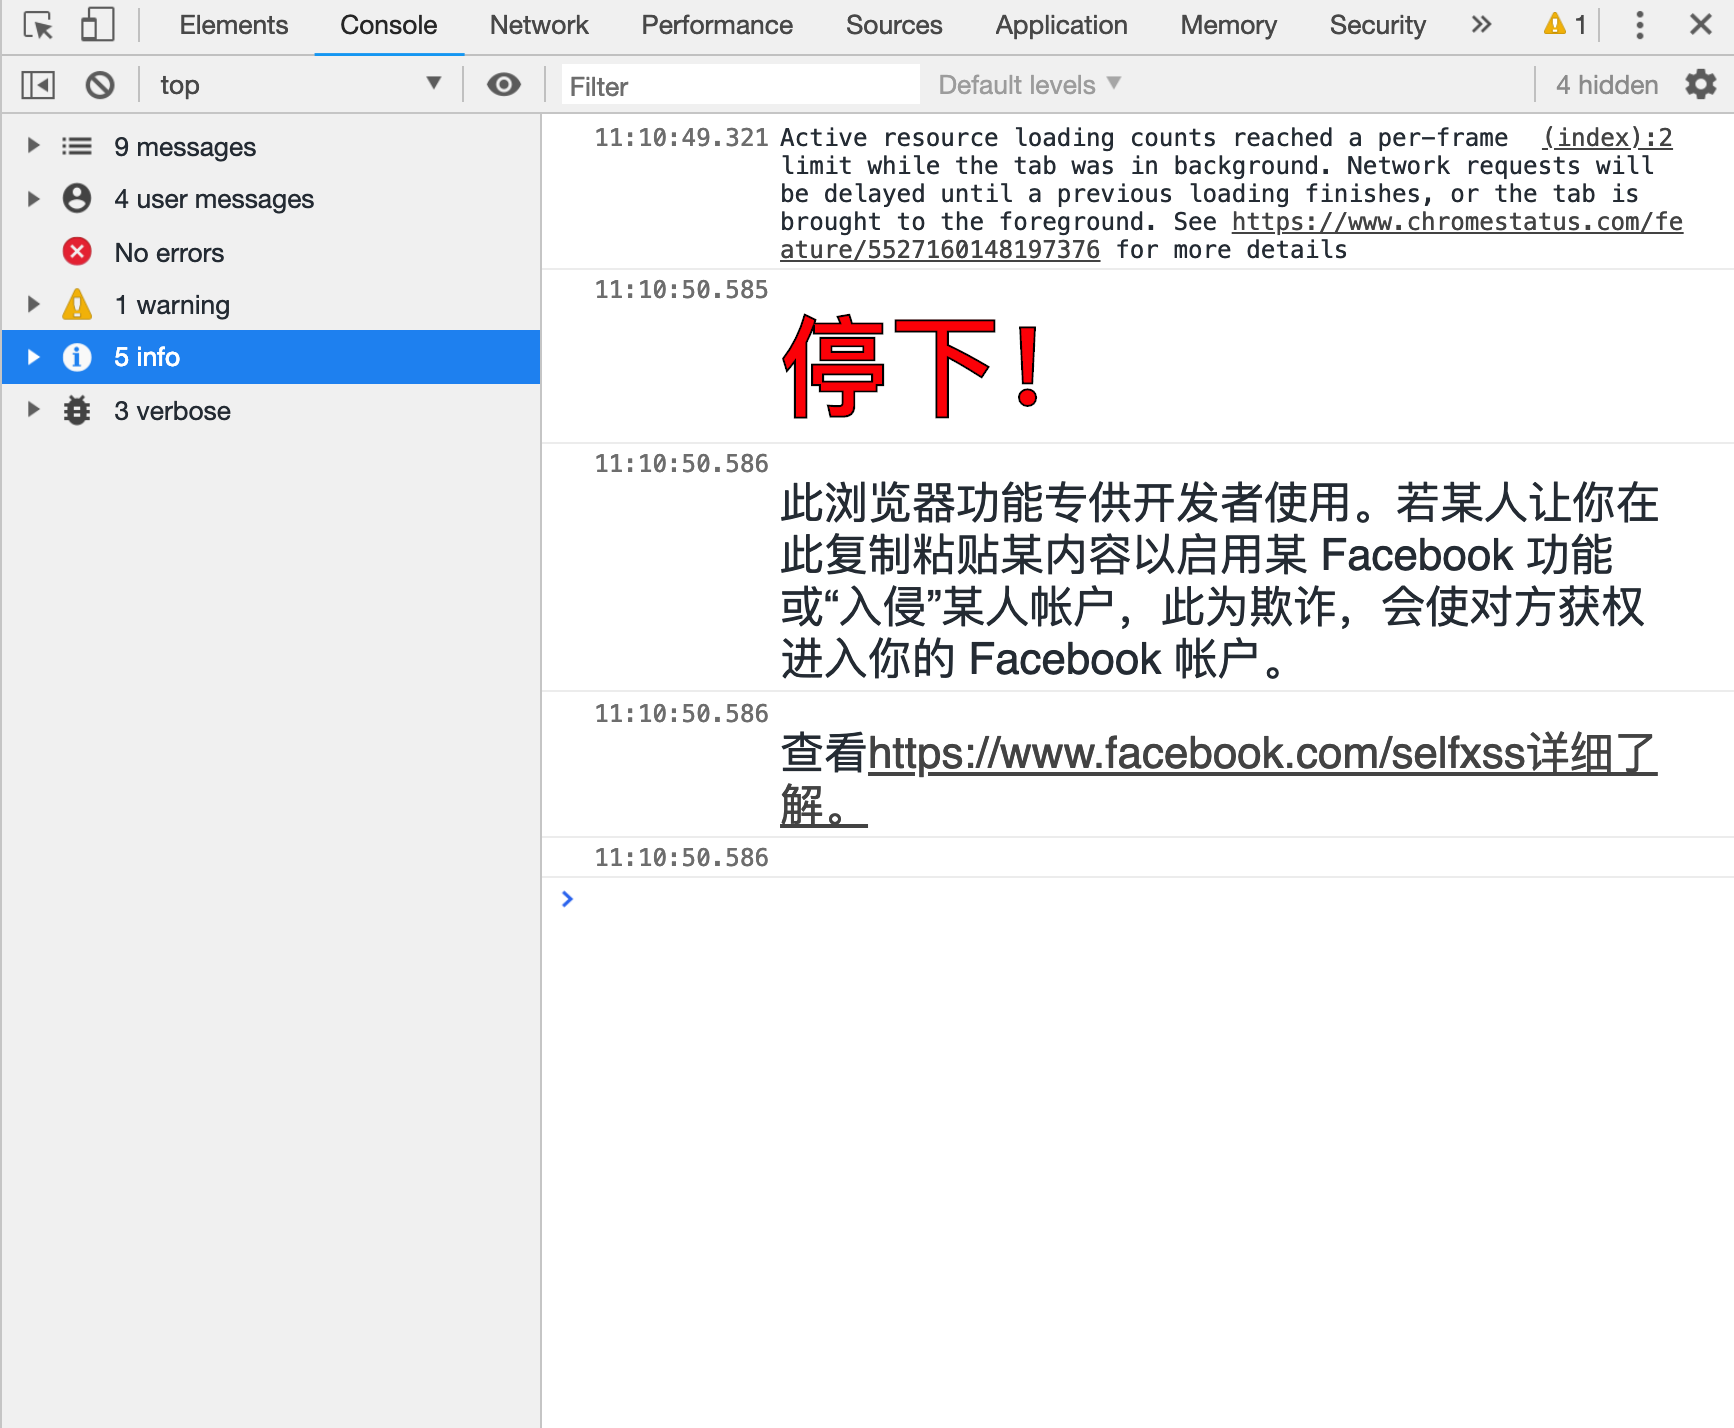 Elements Console Network Performance Sources Application Memory Security » 1
top Filter Default levels 4 hidden
9 messages
4 user messages
No errors
1 warning
5 info
3 verbose
11:10:49.321 Active resource loading counts reached a per-frame (index):2
limit while the tab was in background. Network requests will
be delayed until a previous loading finishes, or the tab is
brought to the foreground. See https://www.chromestatus.com/fe
ature/5527160148197376 for more details
11:10:50.585
停下！
11:10:50.586
此浏览器功能专供开发者使用。若某人让你在
此复制粘贴某内容以启用某 Facebook 功能
或“入侵”某人帐户，此为欺诈，会使对方获权
进入你的 Facebook 帐户。
11:10:50.586
查看https://www.facebook.com/selfxss详细了
解。
11:10:50.586